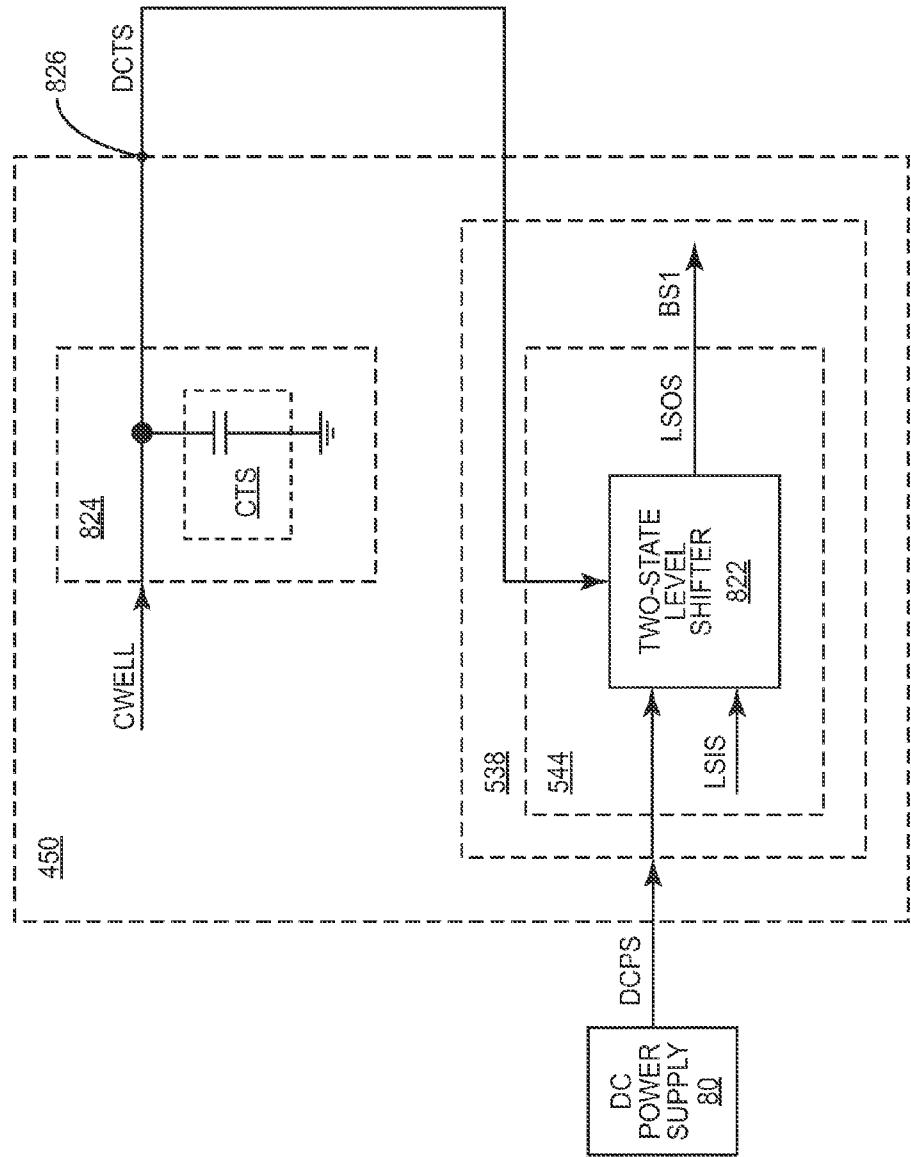 826
DCTS
824
CTS
CWELL
450
538
544
TWO-STATE
LEVEL
SHIFTER
822
LSIS
LSOS
BS1
DCPS
DC
POWER
SUPPLY
80